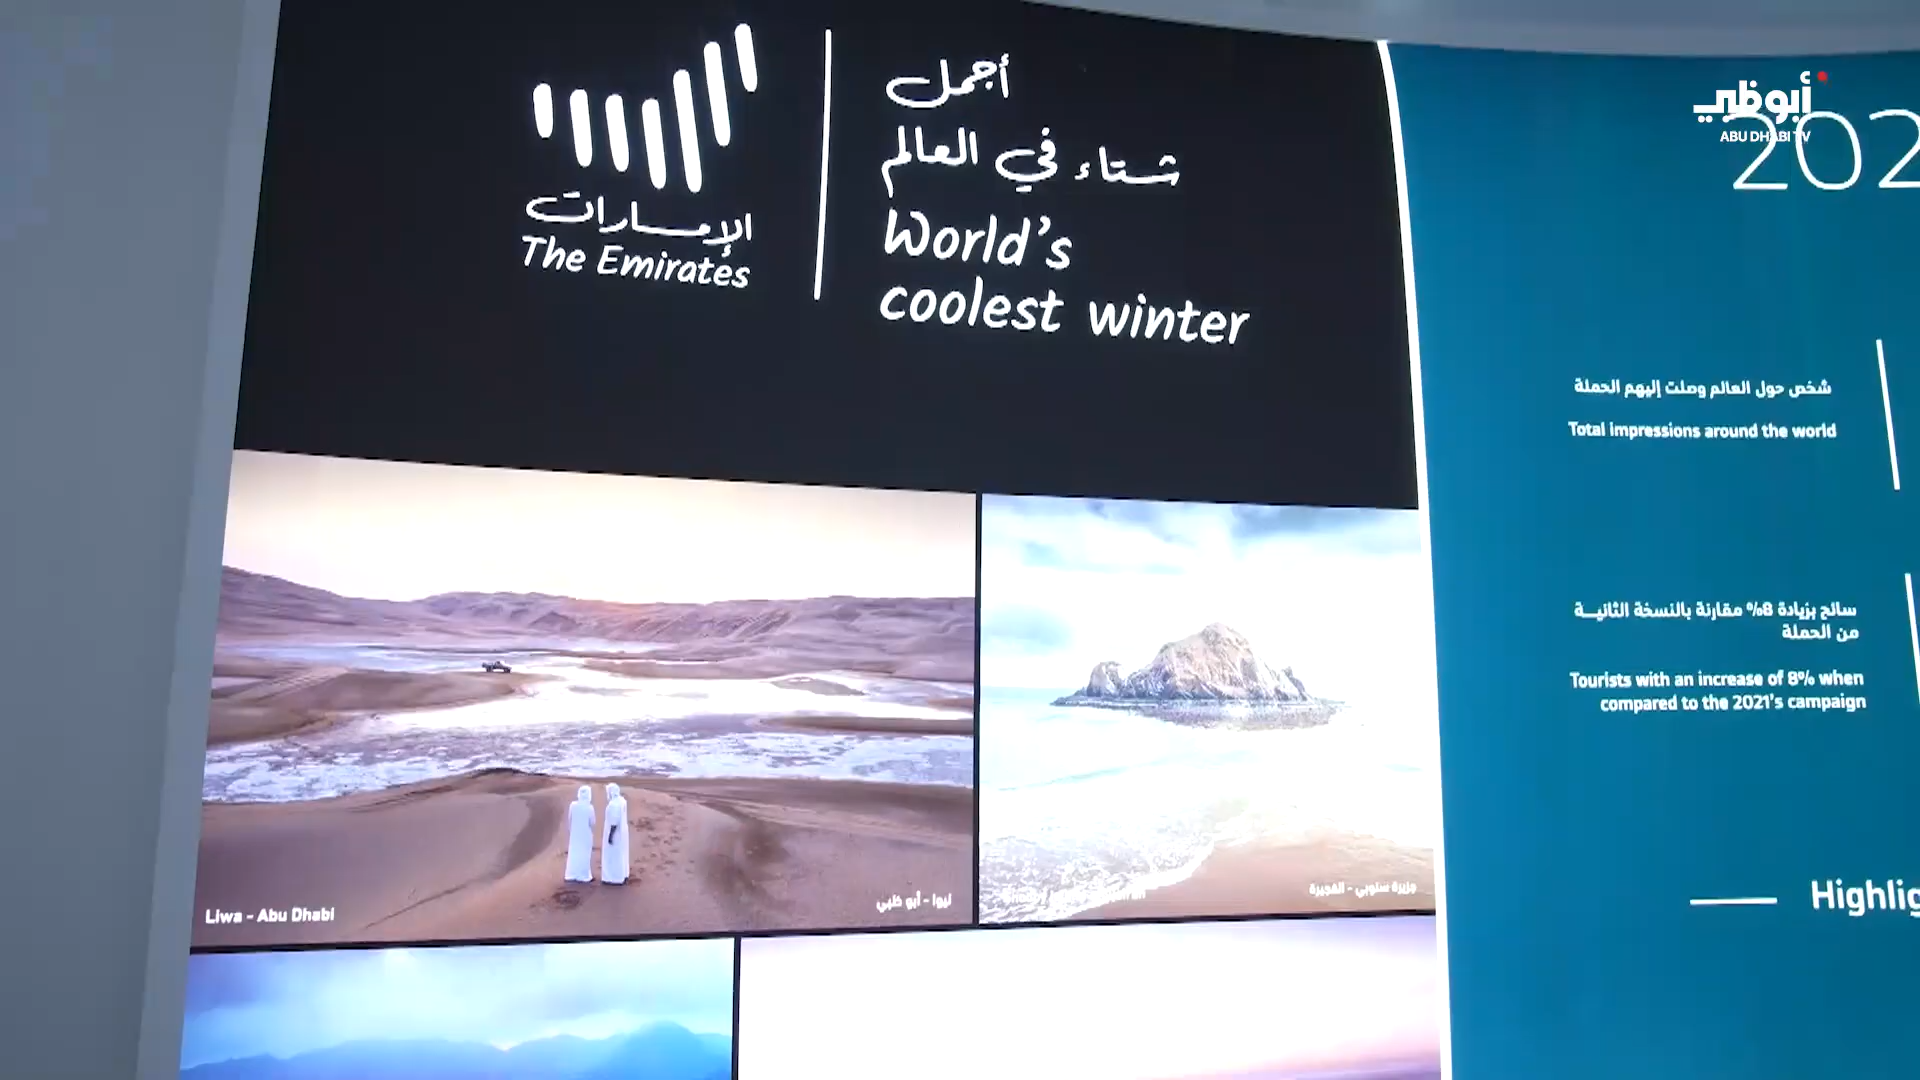 الإمارات
The Emirates
أجمل
شتاء في العالم
World's
coolest winter
أبوظبي
ABU DHABI TV
202
شخص حول العالم وصلت إليهم الحملة
Total impressions around the world
سائح بزيادة 8% مقارنة بالنسخة الثانيــة
من الحملة
Tourists with an increase of 8% when
compared to the 2021's campaign
Liwa - Abu Dhabi
ليوا - أبو ظبي
جزيرة سنوبي - الفجيرة
Highlig